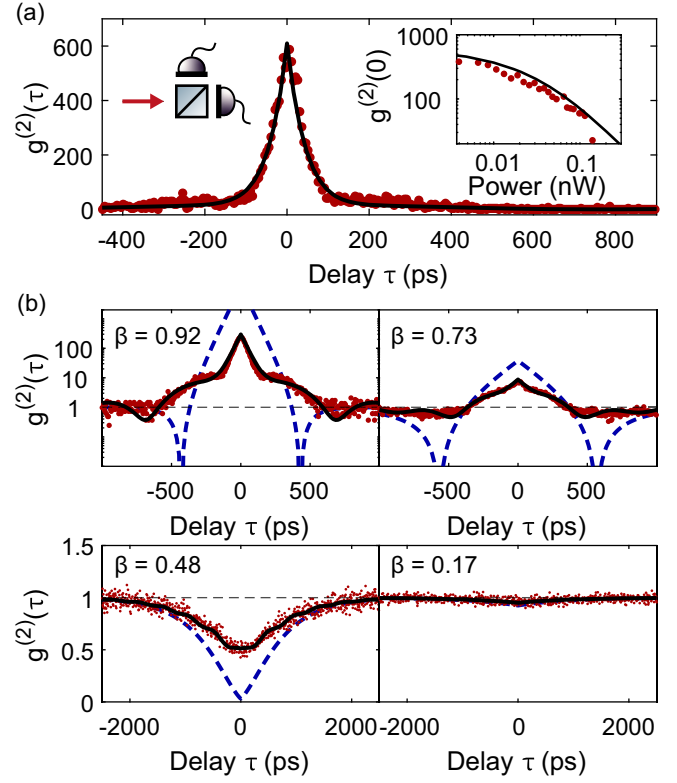 (a)
600
400
200
0
g⁽²⁾(τ)
-400 -200 0 200 400 600 800
Delay τ (ps)
1000
100
g⁽²⁾(0)
0.01 0.1
Power (nW)
(b)
β = 0.92 β = 0.73
100
10
1
g⁽²⁾(τ)
-500 0 500 -500 0 500
Delay τ (ps) Delay τ (ps)
1.5
β = 0.48 β = 0.17
1
0.5
0
g⁽²⁾(τ)
-2000 0 2000 -2000 0 2000
Delay τ (ps) Delay τ (ps)